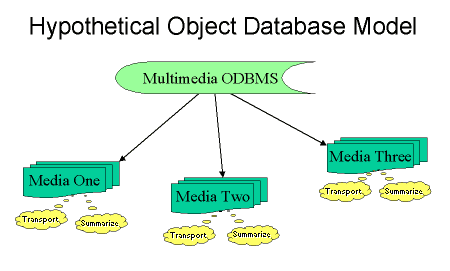 Hypothetical Object Database Model
Multimedia ODBMS
Media One
Media Two
Media Three
Transport
Summarize
Transport
Summarize
Transport
Summarize